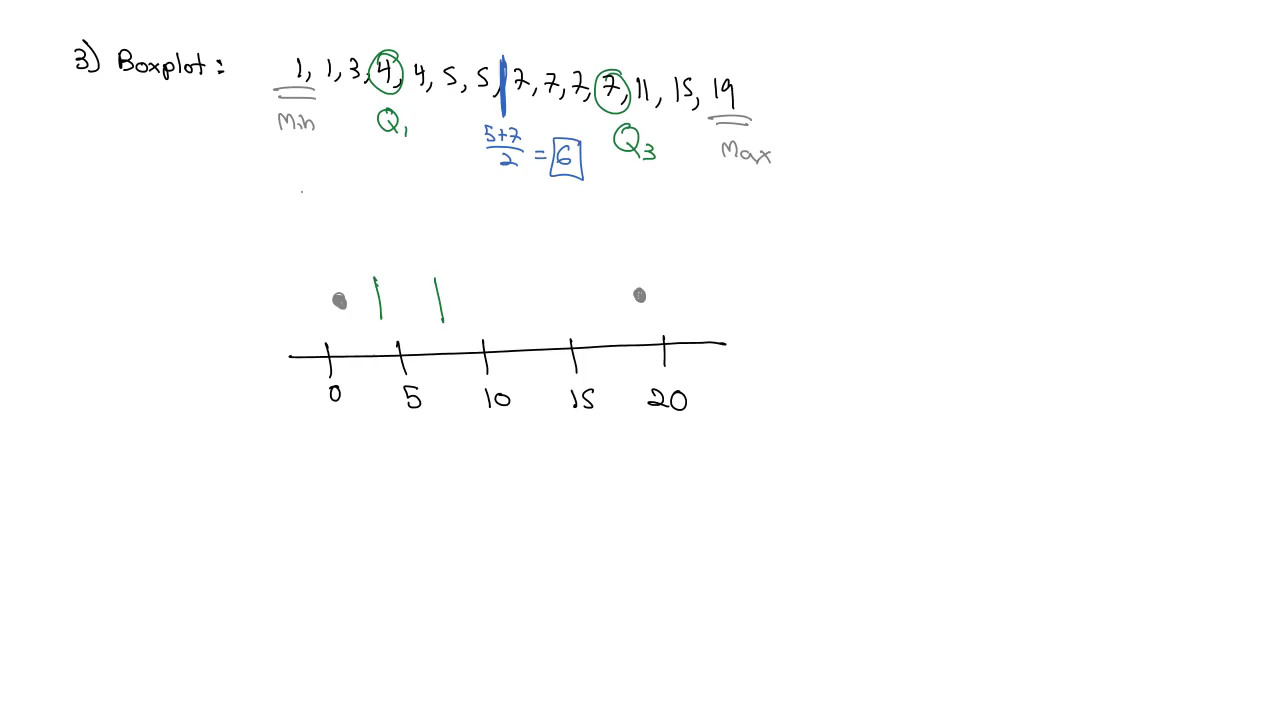 3) Boxplot: 1, 1, 3, 4, 4, 5, 5, 7, 7, 7, 7, 11, 15, 19
Min Q1 5+7/2 = 6 Q3 Max
0 5 10 15 20